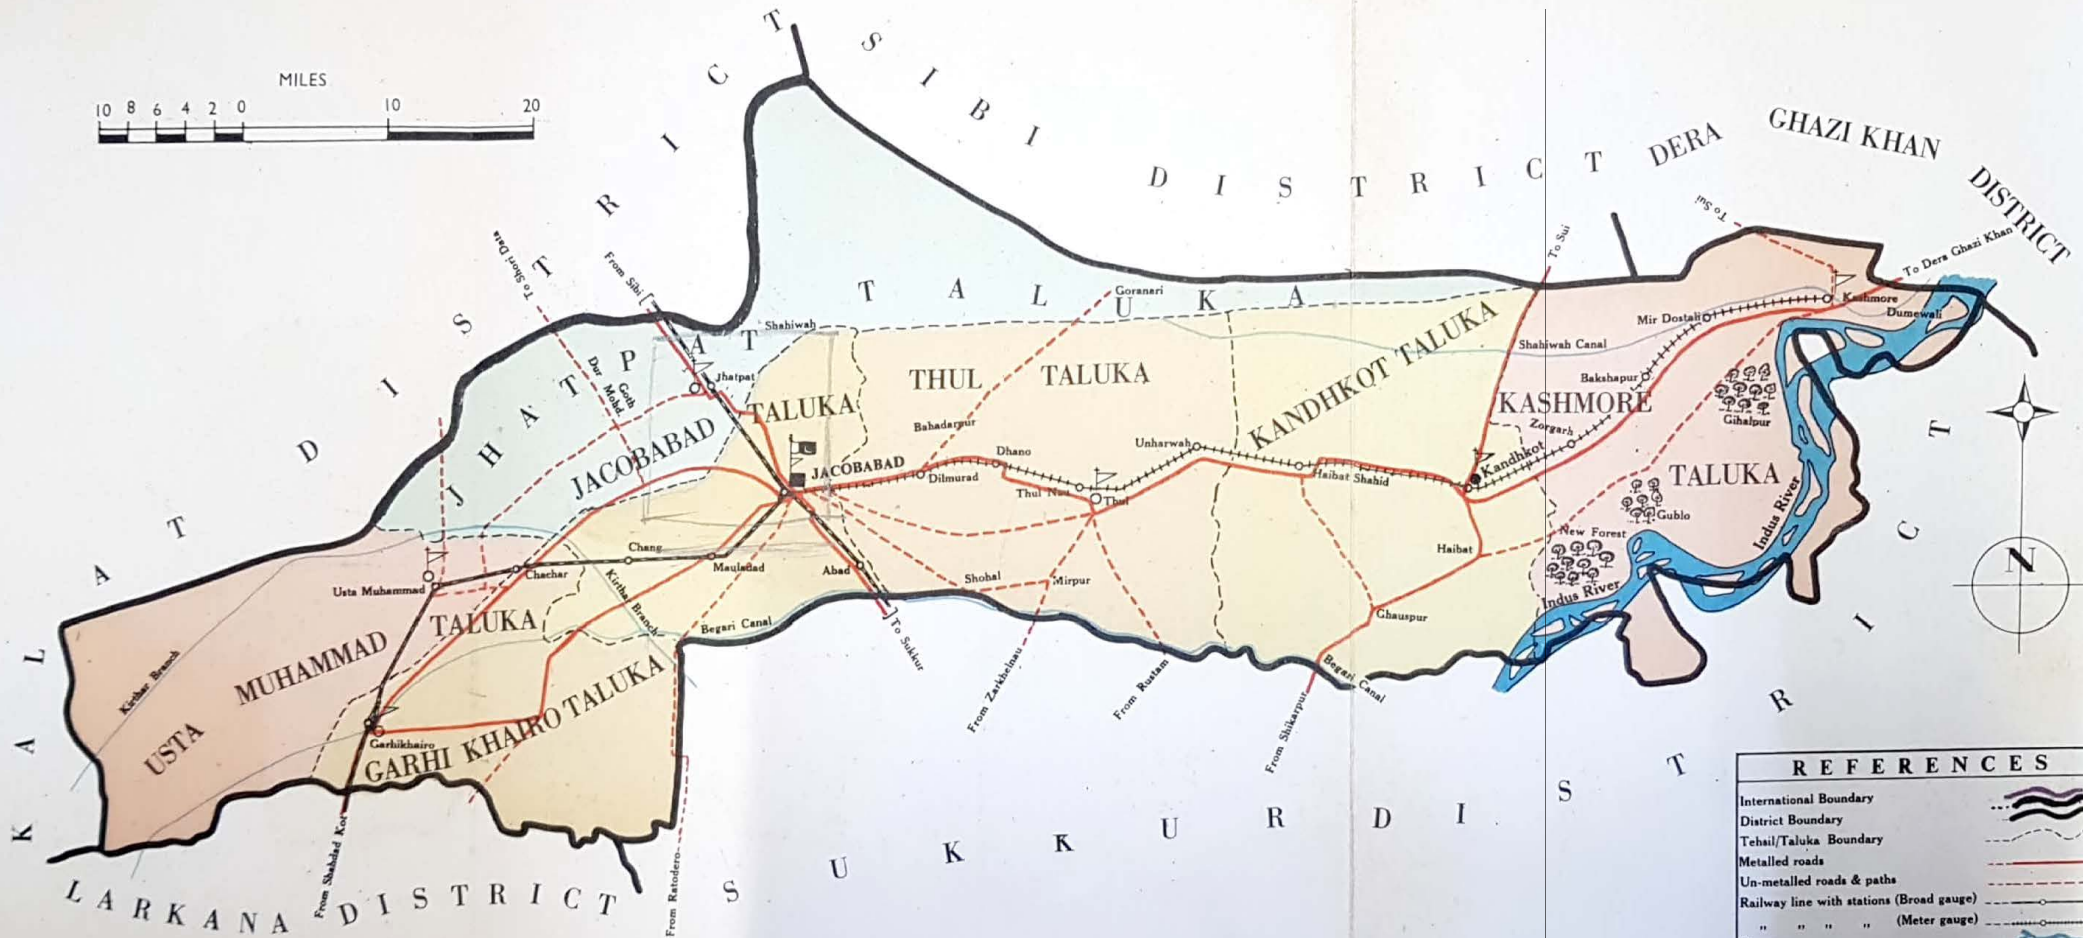 MILES
10 8 6 4 2 0 10 20
KALAT DISTRICT
SIBI DISTRICT
DERA GHAZI KHAN DISTRICT
SUKKUR DISTRICT
LARKANA DISTRICT
JHATPAT TALUKA
JACOBABAD TALUKA
THUL TALUKA
KANDHKOT TALUKA
KASHMORE TALUKA
USTA MUHAMMAD TALUKA
GARHI KHAIRO TALUKA
To Shori Data
From Sibi
To Sui
To Sui
To Dera Ghazi Khan
Goranari
Shahiwah
Dur Mohd.
Goth
Jhatpat
Bahadarpur
JACOBABAD
Dilmurad
Dhano
Thul Nau
Thul
Unharwah
Haibat Shahid
Kandhkot
Zorgarh
Bakshapur
Mir Dostali
Kashmore
Dumewali
Shahiwah Canal
Gihalpur
Gublo
New Forest
Indus River
Indus River
Haibat
Ghauspur
Begari Canal
Shobal
Mirpur
Abad
Mauladad
Chang
Chachar
Usta Muhammad
Kirthar Branch
Kirthar Branch
Begari Canal
Garhikhairo
To Sukkur
From Zarkhelnau
From Rustam
From Shikarpur
From Shahdad Kot
From Ratodero
N
REFERENCES
International Boundary
District Boundary
Tehsil/Taluka Boundary
Metalled roads
Un-metalled roads & paths
Railway line with stations (Broad gauge)
" " " " (Meter gauge)